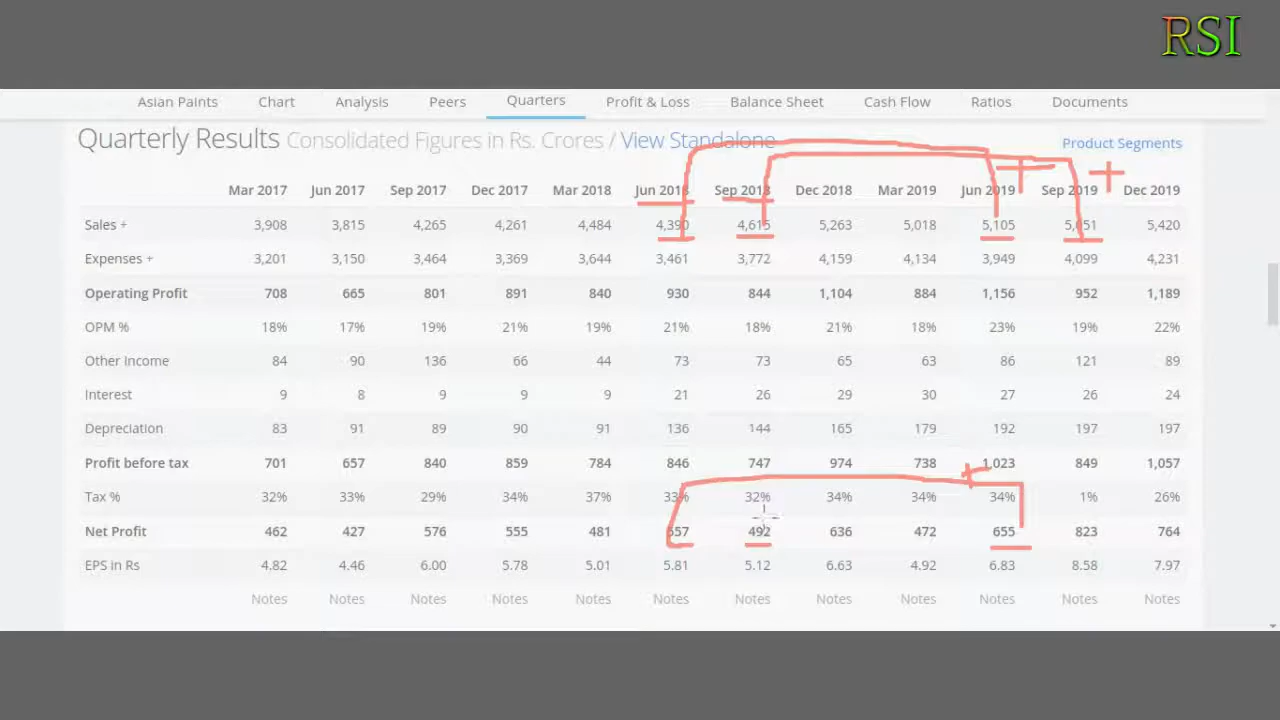 RSI
Asian Paints Chart Analysis Peers Quarters Profit & Loss Balance Sheet Cash Flow Ratios Documents
Quarterly Results Consolidated Figures in Rs. Crores / View Standalone
Product Segments
Mar 2017 Jun 2017 Sep 2017 Dec 2017 Mar 2018 Jun 2018 Sep 2018 Dec 2018 Mar 2019 Jun 2019 Sep 2019 Dec 2019
Sales + 3,908 3,815 4,265 4,261 4,484 4,390 4,615 5,263 5,018 5,105 5,051 5,420
Expenses + 3,201 3,150 3,464 3,369 3,644 3,461 3,772 4,159 4,134 3,949 4,099 4,231
Operating Profit 708 665 801 891 840 930 844 1,104 884 1,156 952 1,189
OPM % 18% 17% 19% 21% 19% 21% 18% 21% 18% 23% 19% 22%
Other Income 84 90 136 66 44 73 73 65 63 86 121 89
Interest 9 8 9 9 9 21 26 29 30 27 26 24
Depreciation 83 91 89 90 91 136 144 165 179 192 197 197
Profit before tax 701 657 840 859 784 846 747 974 738 1,023 849 1,057
Tax % 32% 33% 29% 34% 37% 33% 32% 34% 34% 34% 1% 26%
Net Profit 462 427 576 555 481 557 492 636 472 655 823 764
EPS in Rs 4.82 4.46 6.00 5.78 5.01 5.81 5.12 6.63 4.92 6.83 8.58 7.97
Notes Notes Notes Notes Notes Notes Notes Notes Notes Notes Notes Notes